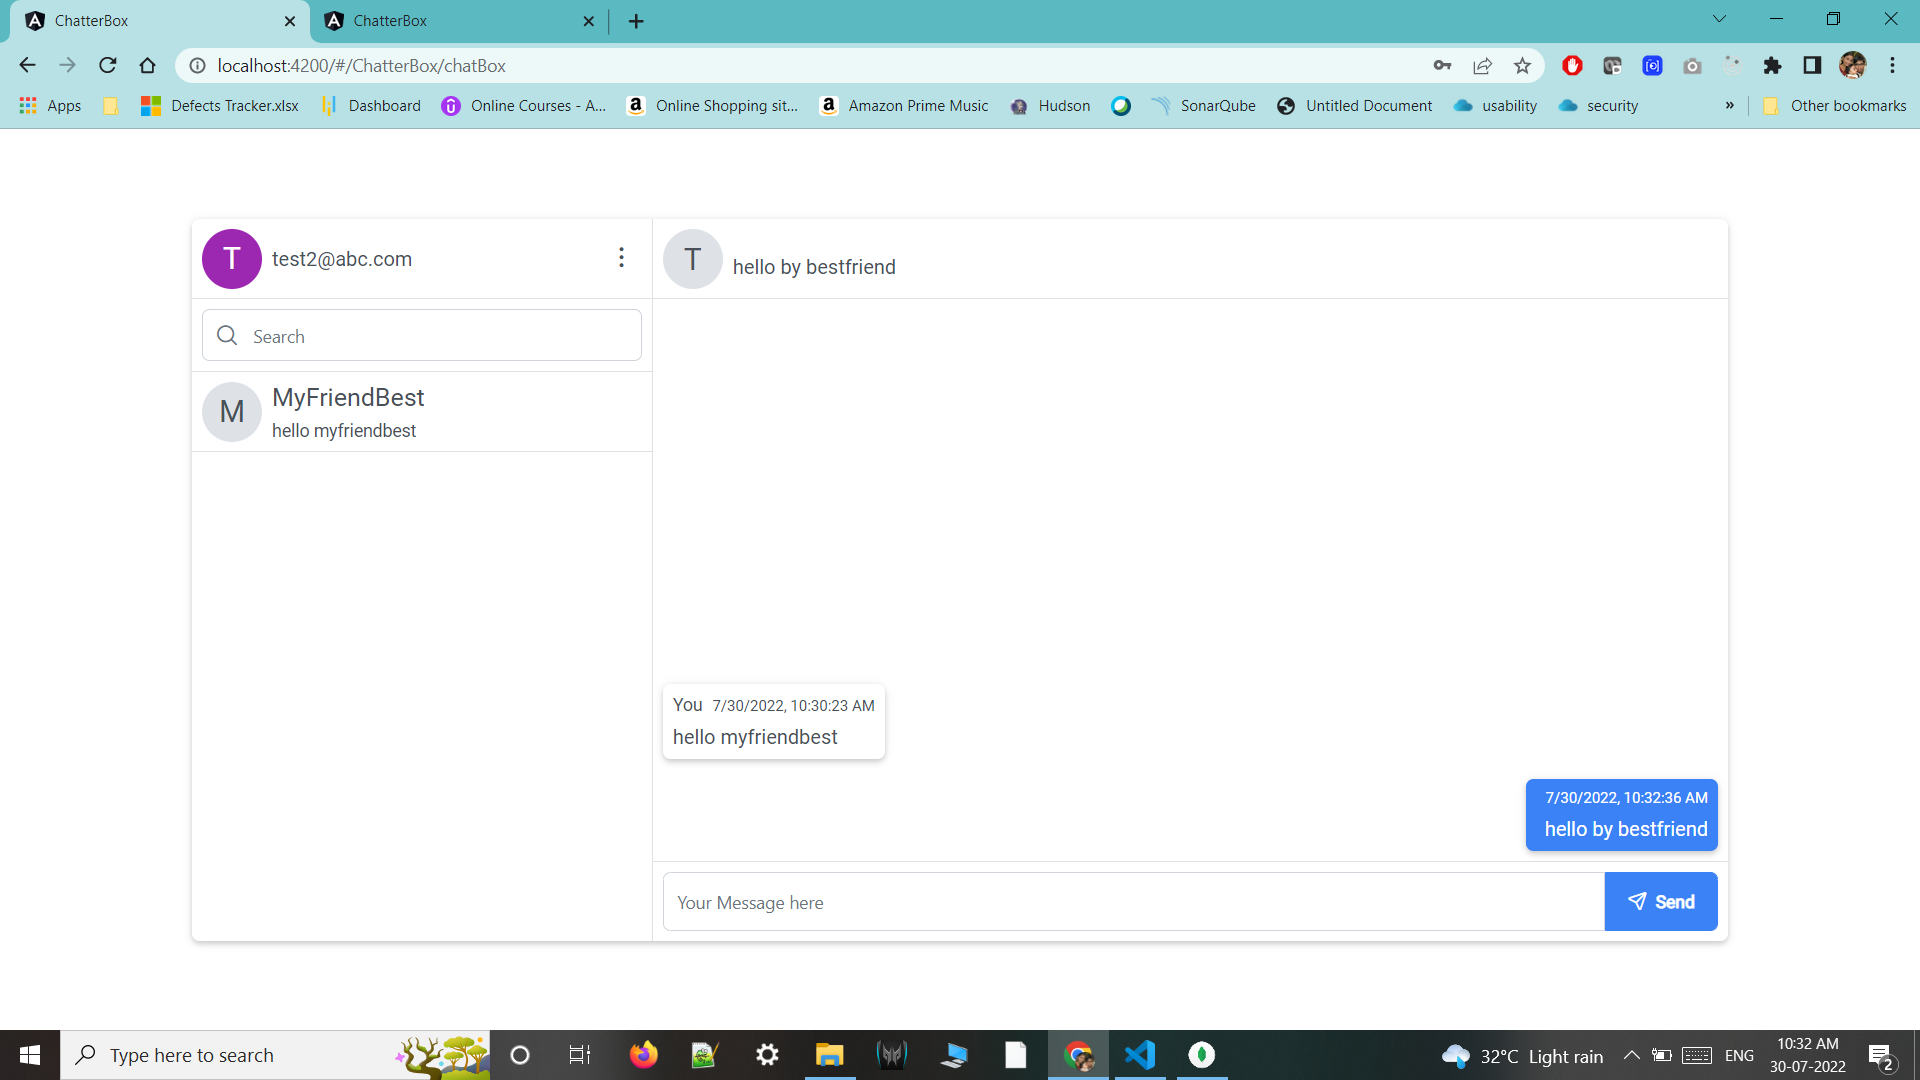 ChatterBox
ChatterBox
localhost:4200/#/ChatterBox/chatBox
Apps
Defects Tracker.xlsx
Dashboard
Online Courses - A...
Online Shopping sit...
Amazon Prime Music
Hudson
SonarQube
Untitled Document
usability
security
»
Other bookmarks
T
test2@abc.com
T
hello by bestfriend
Search
M
MyFriendBest
hello myfriendbest
You 7/30/2022, 10:30:23 AM
hello myfriendbest
7/30/2022, 10:32:36 AM
hello by bestfriend
Your Message here
Send
Type here to search
32°C Light rain
ENG
10:32 AM
30-07-2022
2